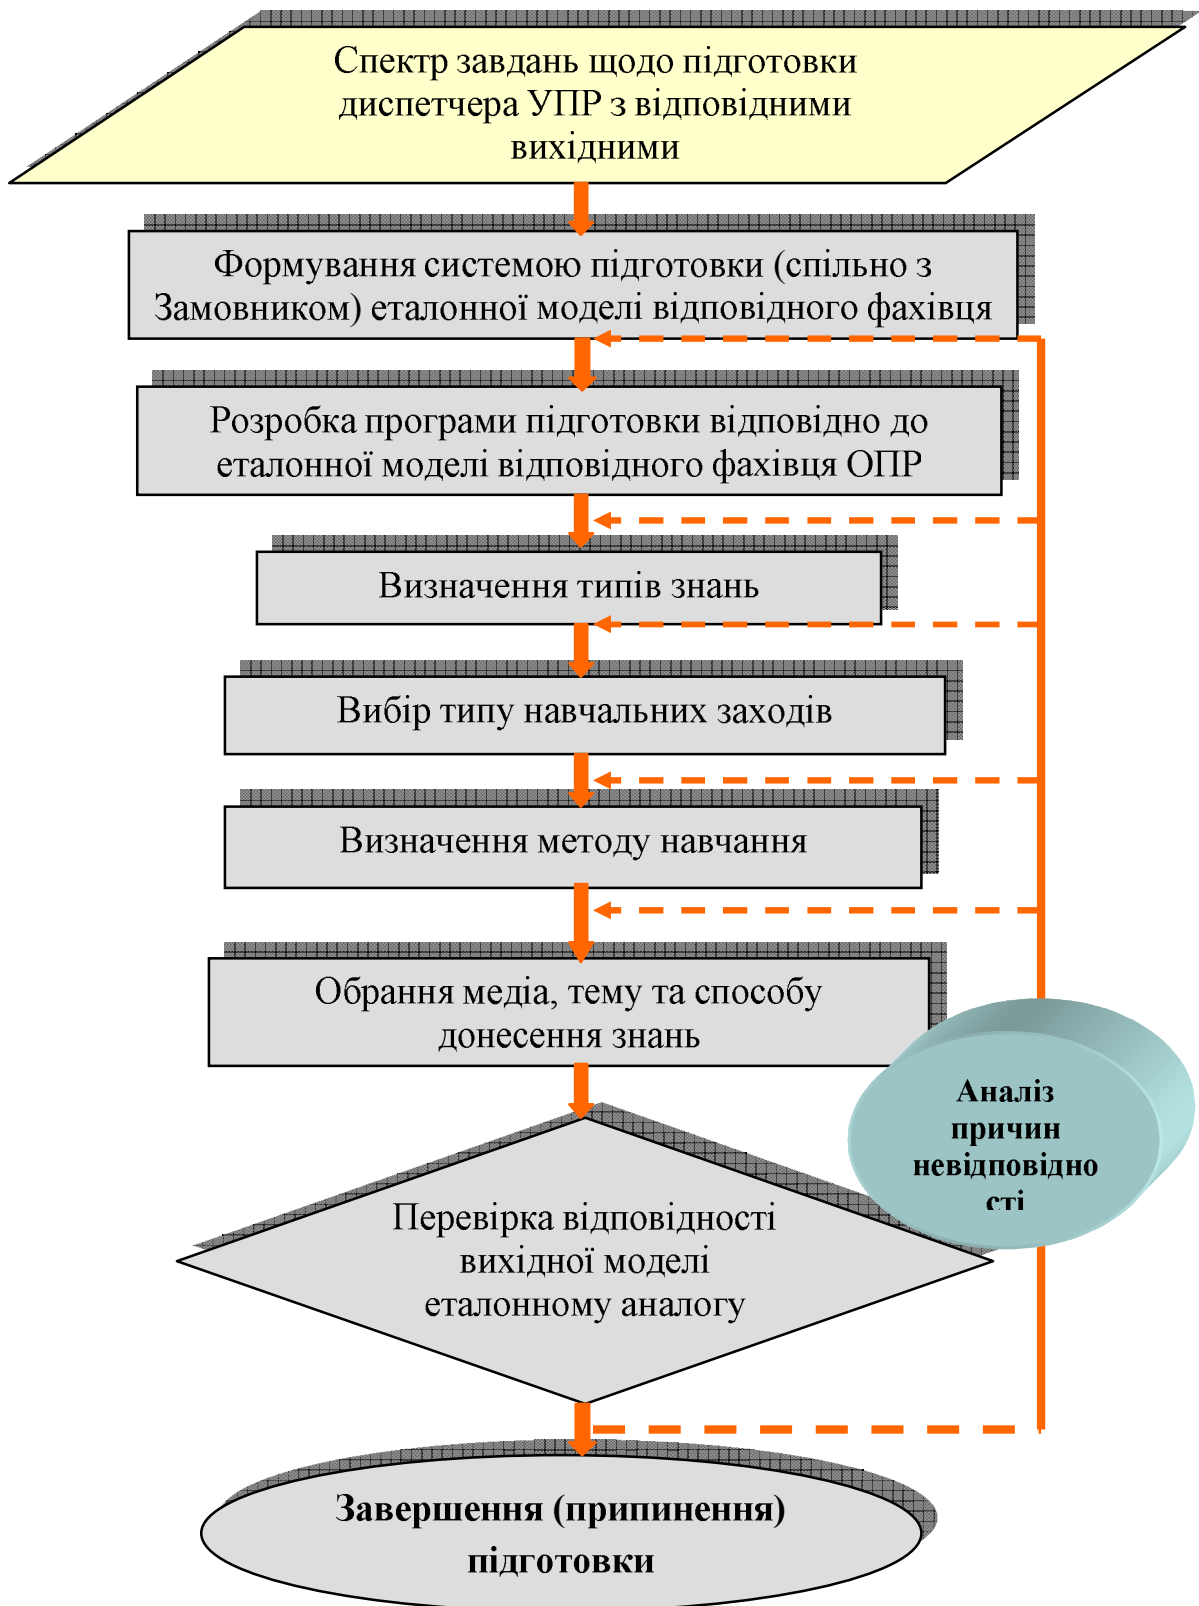 Спектр завдань щодо підготовки
диспетчера УПР з відповідними
вихідними
Формування системою підготовки (спільно з
Замовником) еталонної моделі відповідного фахівця
Розробка програми підготовки відповідно до
еталонної моделі відповідного фахівця ОПР
Визначення типів знань
Вибір типу навчальних заходів
Визначення методу навчання
Обрання медіа, тему та способу
донесення знань
Аналіз
причин
невідповідно
сті
Перевірка відповідності
вихідної моделі
еталонному аналогу
Завершення (припинення)
підготовки